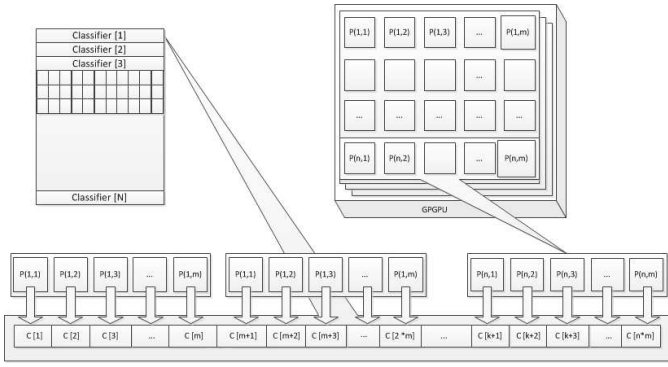 Classifier [1]
Classifier [2]
Classifier [3]
Classifier [N]
P(1,1) P(1,2) P(1,3) ... P(1,m)
...
... ... ... ... ...
P(n,1) P(n,2) ... P(n,m)
GPGPU
P(1,1) P(1,2) P(1,3) ... P(1,m) P(1,1) P(1,2) P(1,3) ... P(1,m) P(n,1) P(n,2) P(n,3) ... P(n,m)
C [1] C [2] C [3] ... C [m] C [m+1] C [m+2] C [m+3] ... C [2 *m] ... C [k+1] C [k+2] C [k+3] ... C [n*m]